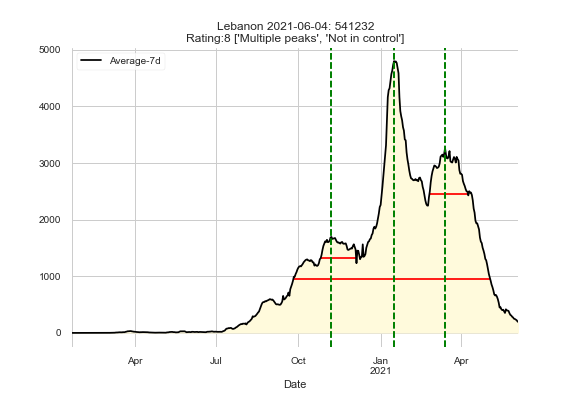 Lebanon 2021-06-04: 541232
Rating:8 ['Multiple peaks', 'Not in control']
Average-7d
5000
4000
3000
2000
1000
0
Apr
Jul
Oct
Jan
2021
Apr
Date